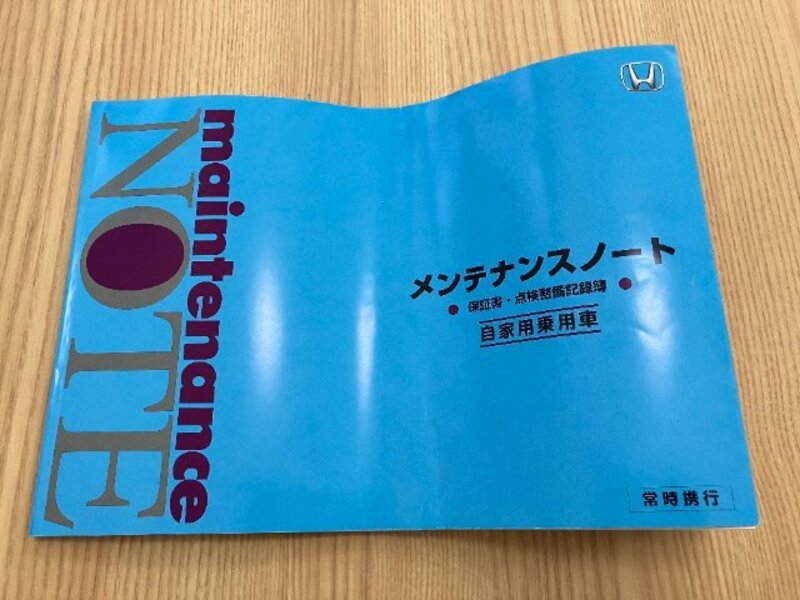 maintenance
NOTE
メンテナンスノート
● 保証書・点検整備記録簿 ●
自家用乗用車
常時携行